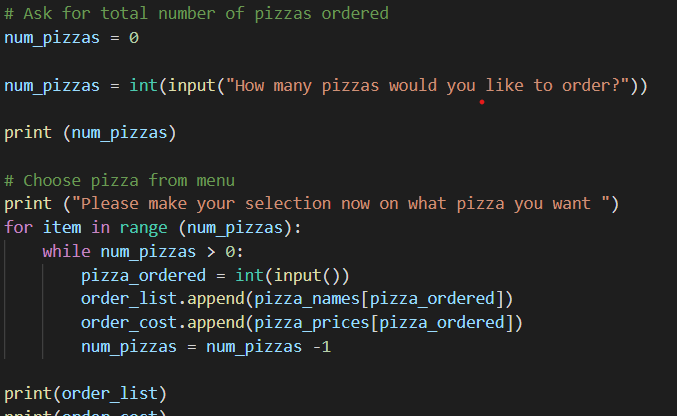 # Ask for total number of pizzas ordered
num_pizzas = 0
num_pizzas = int(input("How many pizzas would you like to order?"))
print (num_pizzas)
# Choose pizza from menu
print ("Please make your selection now on what pizza you want ")
for item in range (num_pizzas):
    while num_pizzas > 0:
        pizza_ordered = int(input())
        order_list.append(pizza_names[pizza_ordered])
        order_cost.append(pizza_prices[pizza_ordered])
        num_pizzas = num_pizzas -1
print(order_list)
print(order_cost)